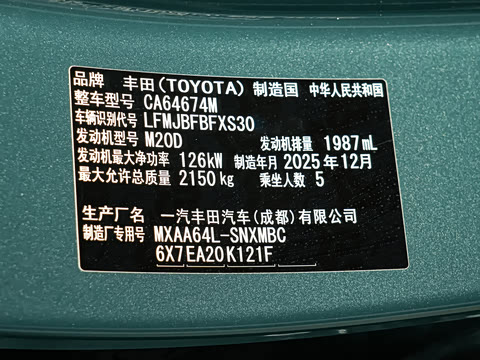 品牌 丰田(TOYOTA) 制造国 中华人民共和国
整车型号 CA64674M
车辆识别代号 LFMJBFBFXS30
发动机型号 M20D 发动机排量 1987mL
发动机最大净功率 126kW 制造年月 2025年12月
最大允许总质量 2150kg 乘坐人数 5
生产厂名 一汽丰田汽车(成都)有限公司
制造厂专用号 MXAA64L-SNXMBC
6X7EA20K121F